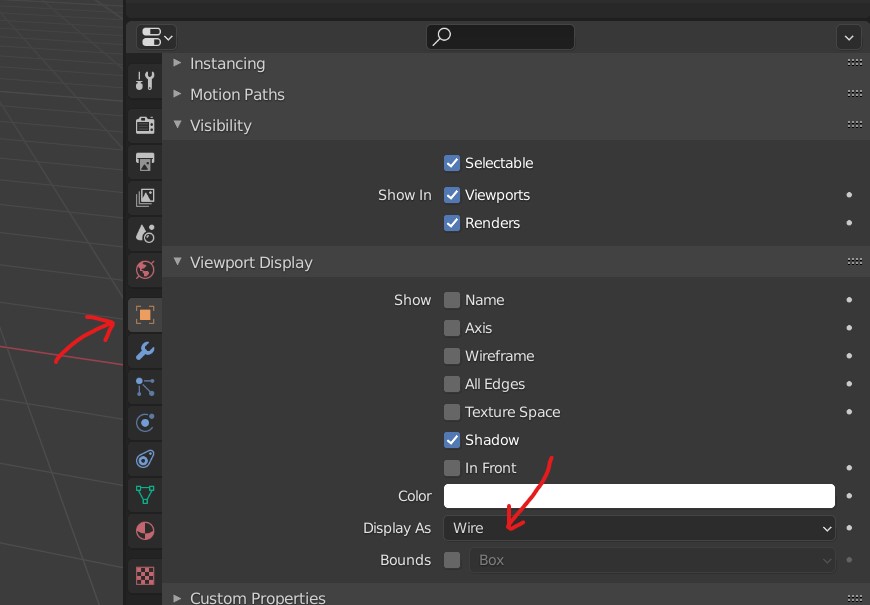 Instancing
Motion Paths
Visibility
Selectable
Show In Viewports
Renders
Viewport Display
Show Name
Axis
Wireframe
All Edges
Texture Space
Shadow
In Front
Color
Display As Wire
Bounds Box
Custom Properties